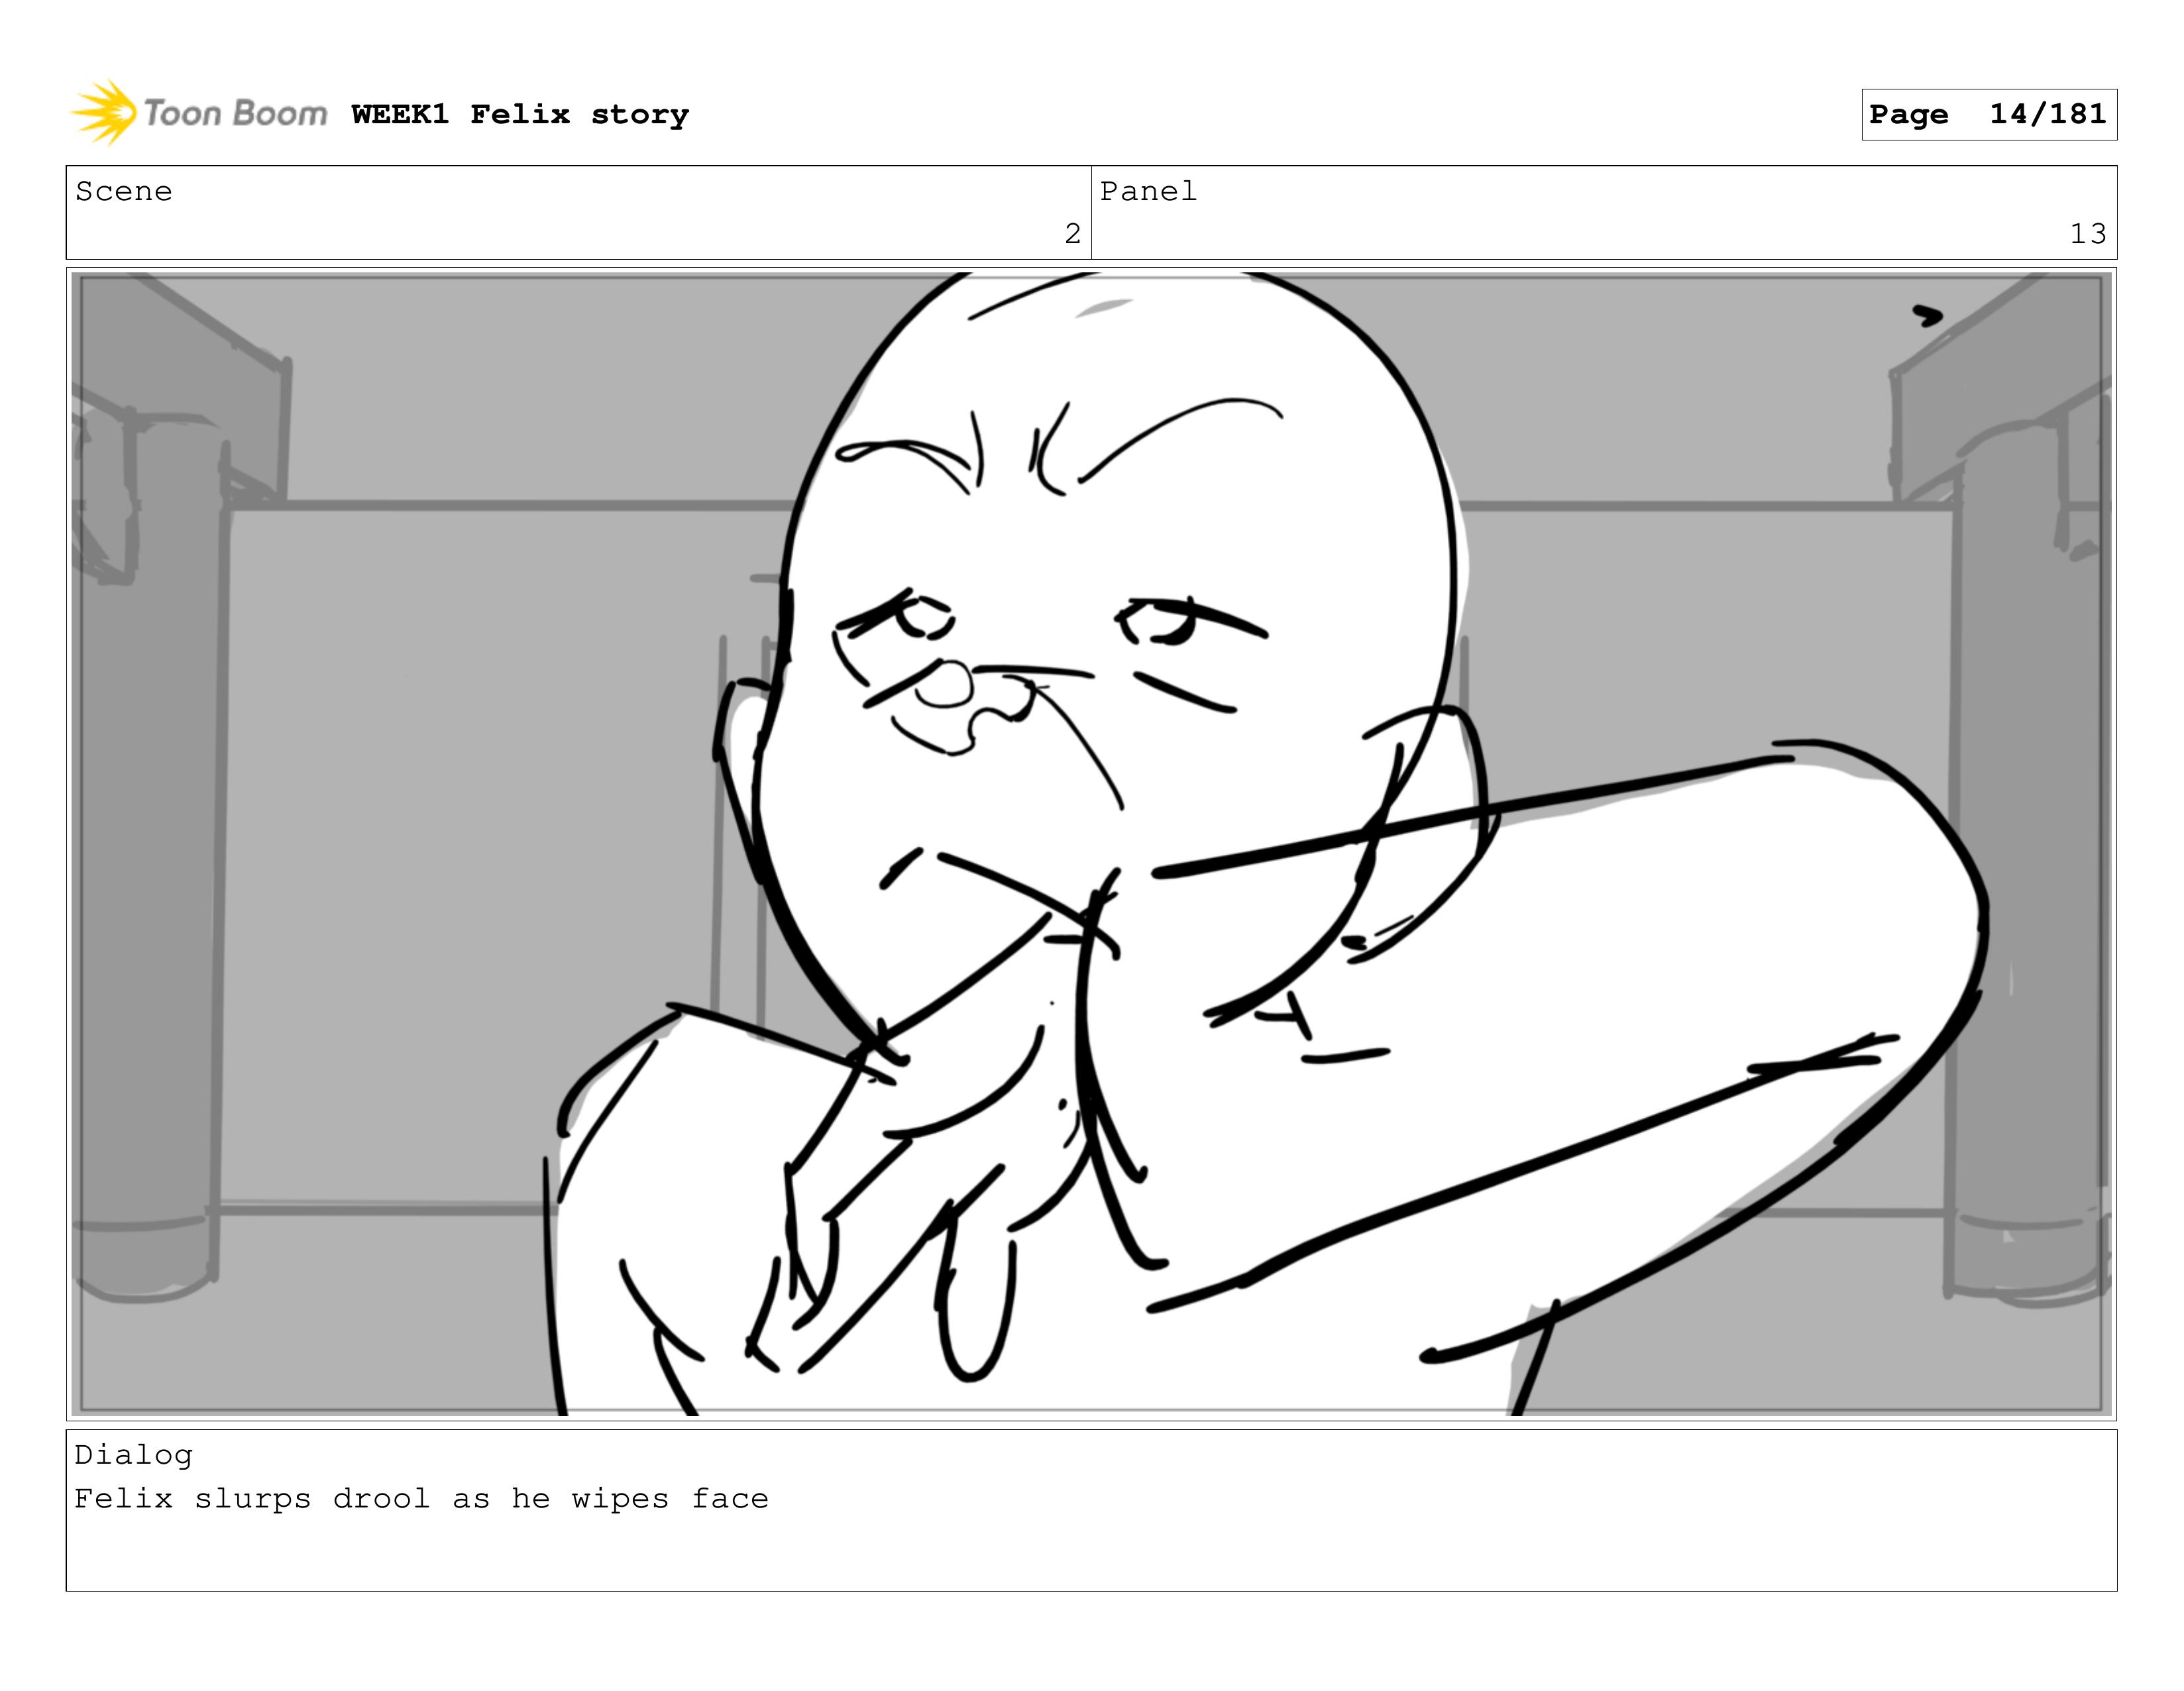 Toon Boom WEEK1 Felix story
Page 14/181
Scene
2
Panel
13
Dialog
Felix slurps drool as he wipes face